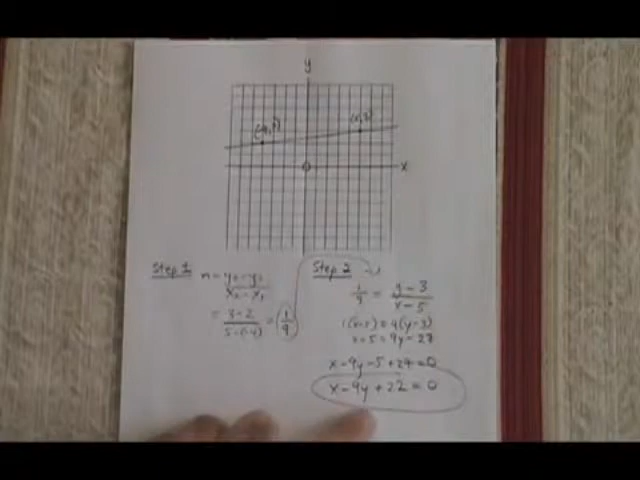 y
(-4,2)
(5,3)
0
x
Step 1
m = y₂-y₁ / x₂-x₁
= 3-2 / 5-(-4) = 1/9
Step 2
1/9 = y-3 / x-5
1(x-5)=9(y-3)
x-5=9y-27
x-9y-5+27=0
x-9y+22=0